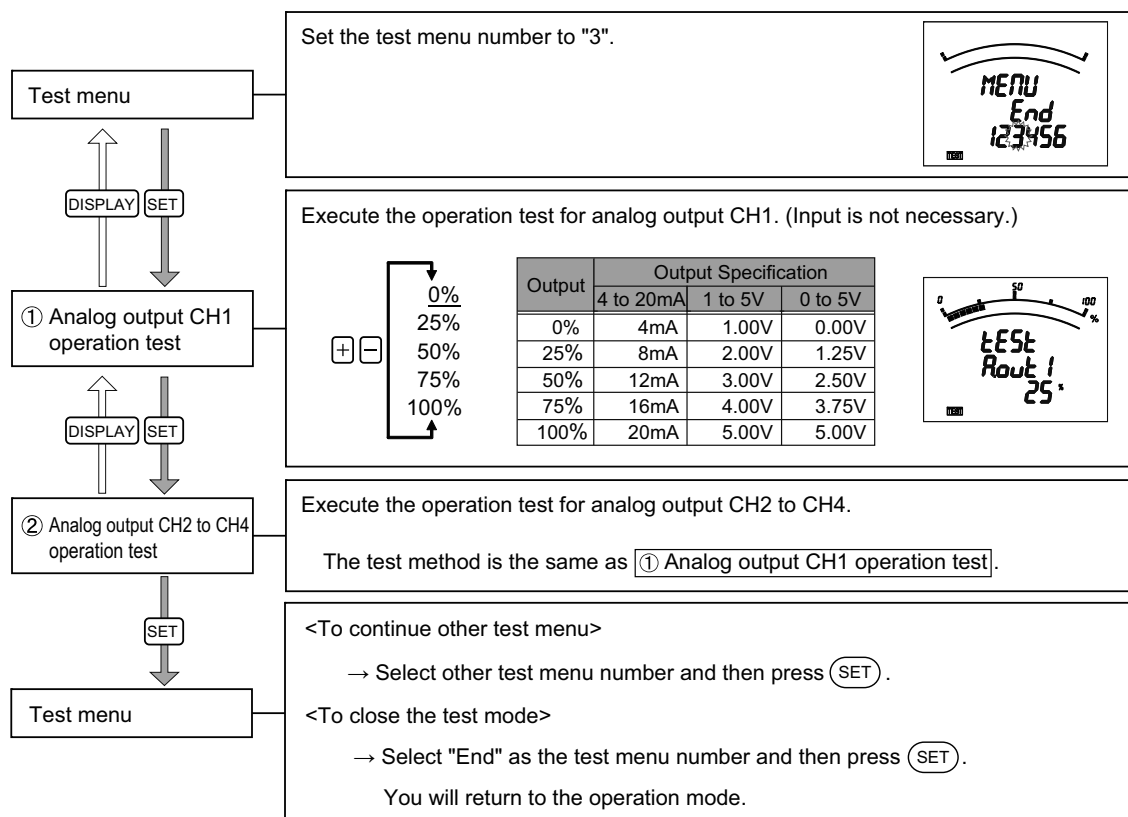 Set the test menu number to "3".
Test menu
MENU
End
123456
TEST
DISPLAY SET
Execute the operation test for analog output CH1. (Input is not necessary.)
① Analog output CH1
operation test
+ -
0%
25%
50%
75%
100%
Output Output Specification
4 to 20mA 1 to 5V 0 to 5V
0% 4mA 1.00V 0.00V
25% 8mA 2.00V 1.25V
50% 12mA 3.00V 2.50V
75% 16mA 4.00V 3.75V
100% 20mA 5.00V 5.00V
0 50 100
%
tESt
A.out 1
25 %
TEST
DISPLAY SET
② Analog output CH2 to CH4
operation test
Execute the operation test for analog output CH2 to CH4.
The test method is the same as ① Analog output CH1 operation test.
SET
Test menu
<To continue other test menu>
→ Select other test menu number and then press SET.
<To close the test mode>
→ Select "End" as the test menu number and then press SET.
You will return to the operation mode.